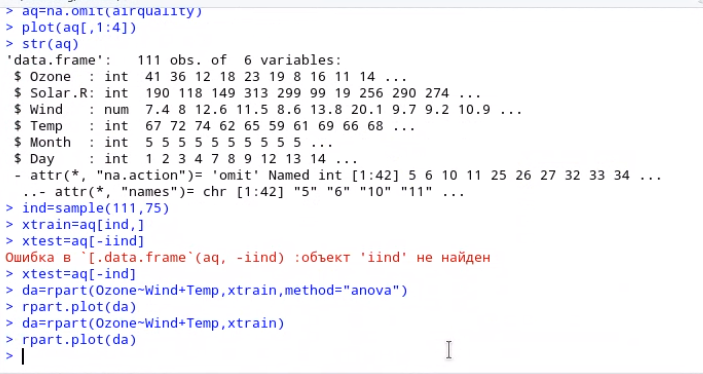 > aq=na.omit(airquality)
> plot(aq[,1:4])
> str(aq)
'data.frame':   111 obs. of  6 variables:
 $ Ozone  : int  41 36 12 18 23 19 8 16 11 14 ...
 $ Solar.R: int  190 118 149 313 299 99 19 256 290 274 ...
 $ Wind   : num  7.4 8 12.6 11.5 8.6 13.8 20.1 9.7 9.2 10.9 ...
 $ Temp   : int  67 72 74 62 65 59 61 69 66 68 ...
 $ Month  : int  5 5 5 5 5 5 5 5 5 5 ...
 $ Day    : int  1 2 3 4 7 8 9 12 13 14 ...
 - attr(*, "na.action")= 'omit' Named int [1:42] 5 6 10 11 25 26 27 32 33 34 ...
  ..- attr(*, "names")= chr [1:42] "5" "6" "10" "11" ...
> ind=sample(111,75)
> xtrain=aq[ind,]
> xtest=aq[-iind]
Ошибка в `[.data.frame`(aq, -iind) :объект 'iind' не найден
> xtest=aq[-ind]
> da=rpart(Ozone~Wind+Temp,xtrain,method="anova")
> rpart.plot(da)
> da=rpart(Ozone~Wind+Temp,xtrain)
> rpart.plot(da)
>